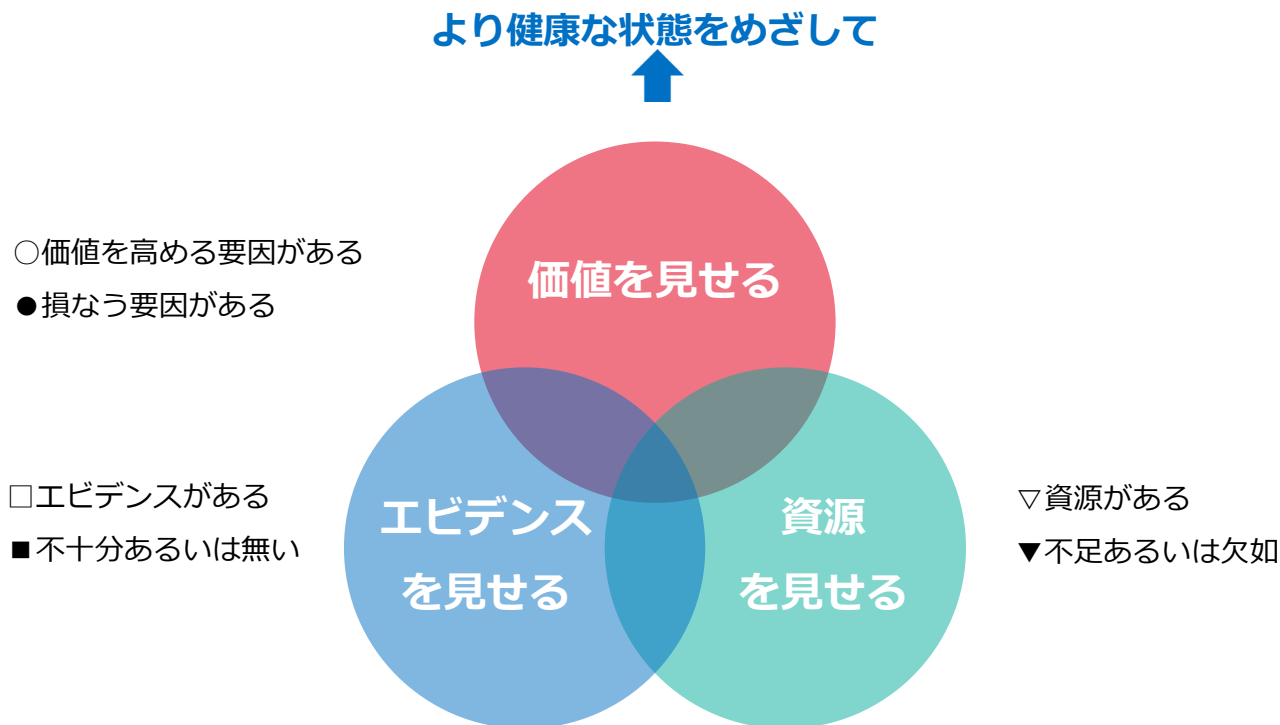 より健康な状態をめざして
○価値を高める要因がある
●損なう要因がある
価値を見せる
□エビデンスがある
■不十分あるいは無い
エビデンス
を見せる
資源
を見せる
▽資源がある
▼不足あるいは欠如